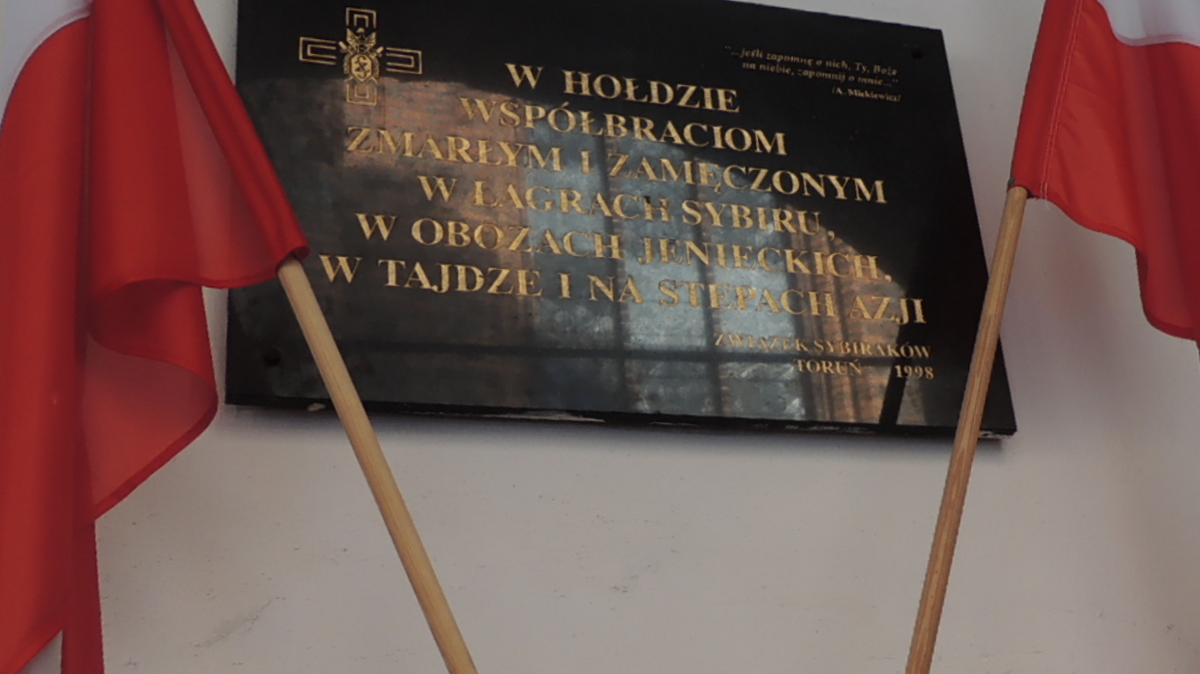 "...jeśli zapomnę o nich, Ty, Boże
na niebie, zapomnij o mnie..."
/A. Mickiewicz/
W HOŁDZIE
WSPÓŁBRACIOM
ZMARŁYM I ZAMĘCZONYM
W ŁAGRACH SYBIRU,
W OBOZACH JENIECKICH,
W TAJDZE I NA STEPACH AZJI
ZWIĄZEK SYBIRAKÓW
TORUŃ 1998